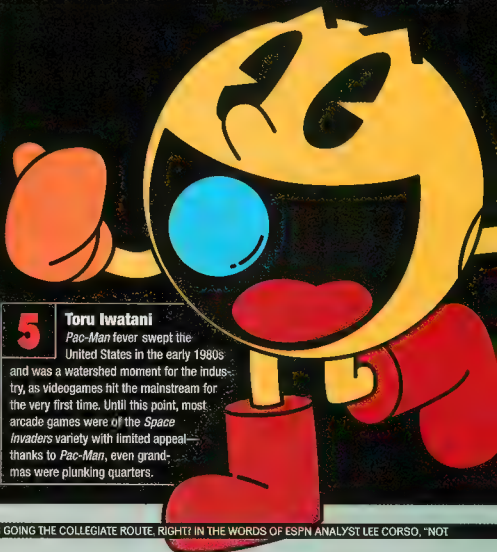 5
Toru Iwatani
Pac-Man fever swept the
United States in the early 1980s
and was a watershed moment for the indus-
try, as videogames hit the mainstream for
the very first time. Until this point, most
arcade games were of the Space
Invaders variety with limited appeal—
thanks to Pac-Man, even grand-
mas were plunking quarters.
GOING THE COLLEGIATE ROUTE, RIGHT? IN THE WORDS OF ESPN ANALYST LEE CORSO, "NOT